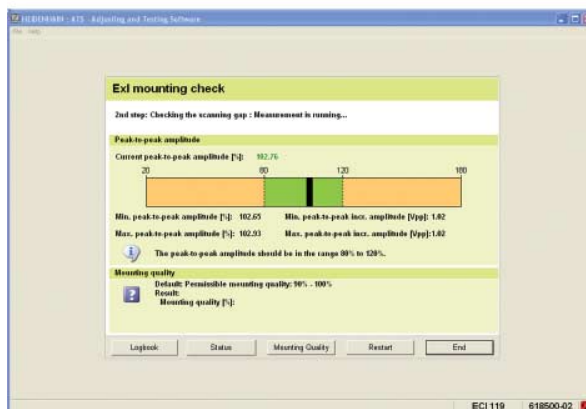 HEIDENHAIN - ATS - Adjusting and Testing Software
File Help
ExI mounting check
2nd step: Checking the scanning gap : Measurement is running...
Peak-to-peak amplitude
Current peak-to-peak amplitude [%]: 102.76
20 80 120 180
Min. peak-to-peak amplitude [%]: 102.65 Min. peak-to-peak incr. amplitude [Vpp]: 1.02
Max. peak-to-peak amplitude [%]: 102.93 Max. peak-to-peak incr. amplitude [Vpp]:1.02
The peak-to-peak amplitude should be in the range 80% to 120%.
Mounting quality
Default: Permissible mounting quality: 90% - 100%
Result:
Mounting quality [%]:
Logbook Status Mounting Quality Restart End
ECI 119 618500-02